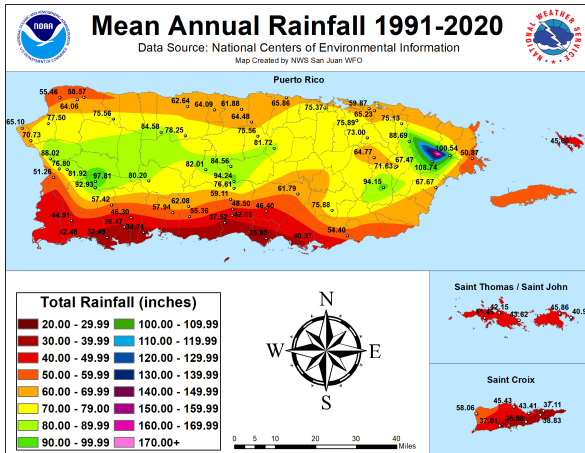 Mean Annual Rainfall 1991-2020
Data Source: National Centers of Environmental Information
Map Created by NWS San Juan WFO
NOAA
NATIONAL WEATHER SERVICE
Puerto Rico
55.46 58.57
64.06
62.64 64.09 61.88
65.86
75.37
59.87
65.23
65.10
77.50
75.56
64.48
75.89
75.13
70.73
84.58 78.25
75.56
81.72
73.00
88.69
100.54
45.63
88.02
76.80
81.92
97.81
92.93
51.26
80.20
82.01
84.56
94.24
76.61
64.77
71.63
67.47
108.74
50.87
94.15
67.67
59.11
61.79
57.42
57.94
62.08
55.36
48.50
42.05
46.40
75.88
44.91
46.30
36.47
34.71
37.52
42.48
32.49
35.93
40.37
54.40
Total Rainfall (inches)
20.00 - 29.99 100.00 - 109.99
30.00 - 39.99 110.00 - 119.99
40.00 - 49.99 120.00 - 129.99
50.00 - 59.99 130.00 - 139.99
60.00 - 69.99 140.00 - 149.99
70.00 - 79.00 150.00 - 159.99
80.00 - 89.99 160.00 - 169.99
90.00 - 99.99 170.00+
N
W E
S
0 5 10 20 30 40
Miles
Saint Thomas / Saint John
42.15
43.62
45.86
40.9
Saint Croix
58.06
45.43
43.41
37.11
37.01
38.83